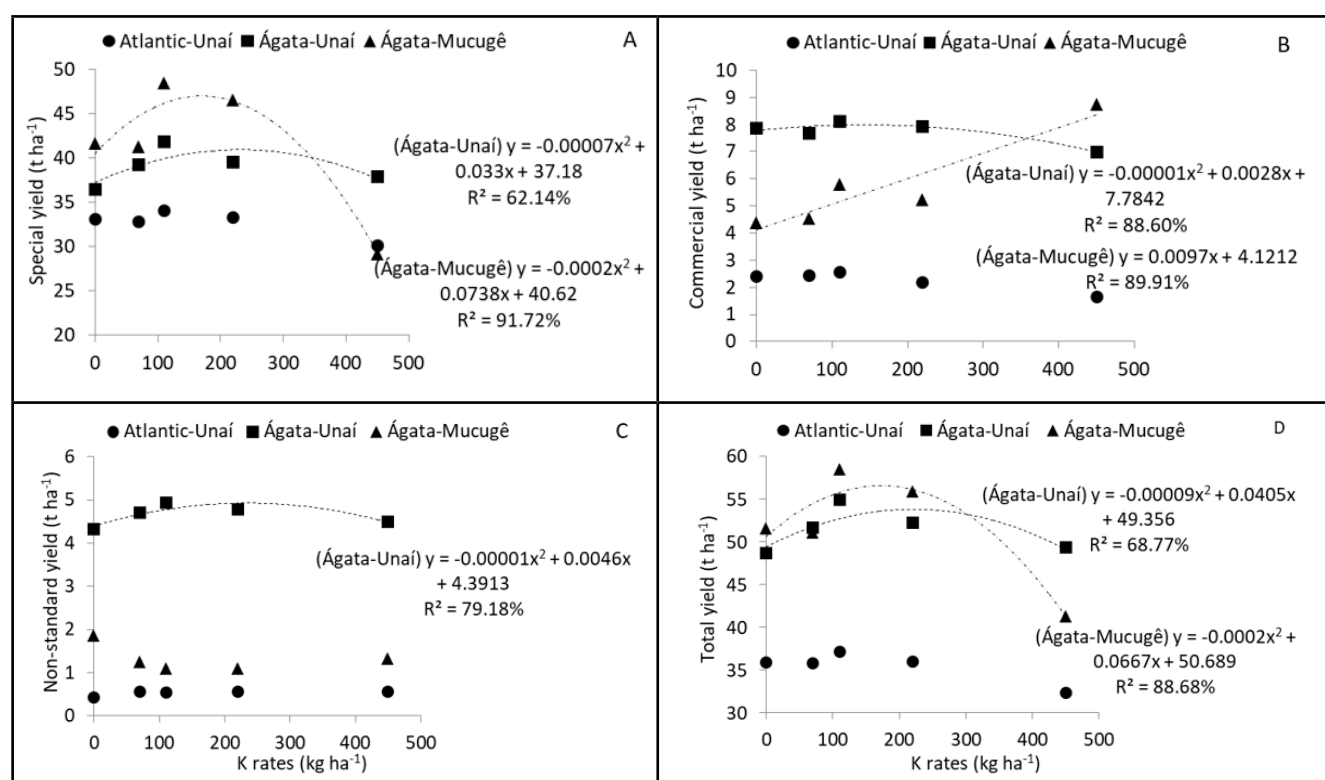 ● Atlantic-Unaí ■ Ágata-Unaí ▲ Ágata-Mucugê
A
Special yield (t ha⁻¹)
50
45
40
35
30
25
20
0 100 200 300 400 500
(Ágata-Unaí) y = -0.00007x² +
0.033x + 37.18
R² = 62.14%
(Ágata-Mucugê) y = -0.0002x² +
0.0738x + 40.62
R² = 91.72%
● Atlantic-Unaí ■ Ágata-Unaí ▲ Ágata-Mucugê
B
Commercial yield (t ha⁻¹)
10
9
8
7
6
5
4
3
2
1
0
0 100 200 300 400 500
(Ágata-Unaí) y = -0.00001x² + 0.0028x +
7.7842
R² = 88.60%
(Ágata-Mucugê) y = 0.0097x + 4.1212
R² = 89.91%
● Atlantic-Unaí ■ Ágata-Unaí ▲ Ágata-Mucugê
C
Non-standard yield (t ha⁻¹)
6
5
4
3
2
1
0
0 100 200 300 400 500
K rates (kg ha⁻¹)
(Ágata-Unaí) y = -0.00001x² + 0.0046x
+ 4.3913
R² = 79.18%
● Atlantic-Unaí ■ Ágata-Unaí ▲ Ágata-Mucugê
D
Total yield (t ha⁻¹)
60
55
50
45
40
35
30
0 100 200 300 400 500
K rates (kg ha⁻¹)
(Ágata-Unaí) y = -0.00009x² + 0.0405x
+ 49.356
R² = 68.77%
(Ágata-Mucugê) y = -0.0002x² +
0.0667x + 50.689
R² = 88.68%